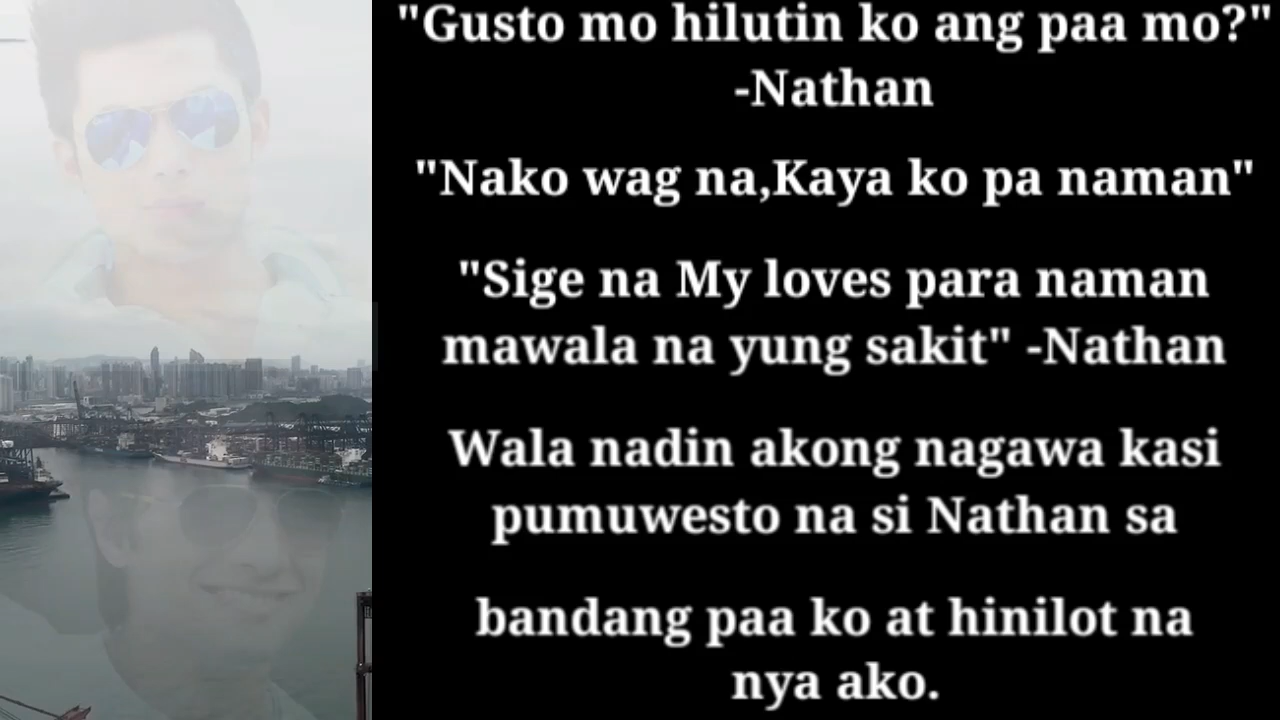 "Gusto mo hilutin ko ang paa mo?"
-Nathan
"Nako wag na,Kaya ko pa naman"
"Sige na My loves para naman
mawala na yung sakit" -Nathan
Wala nadin akong nagawa kasi
pumuwesto na si Nathan sa
bandang paa ko at hinilot na
nya ako.